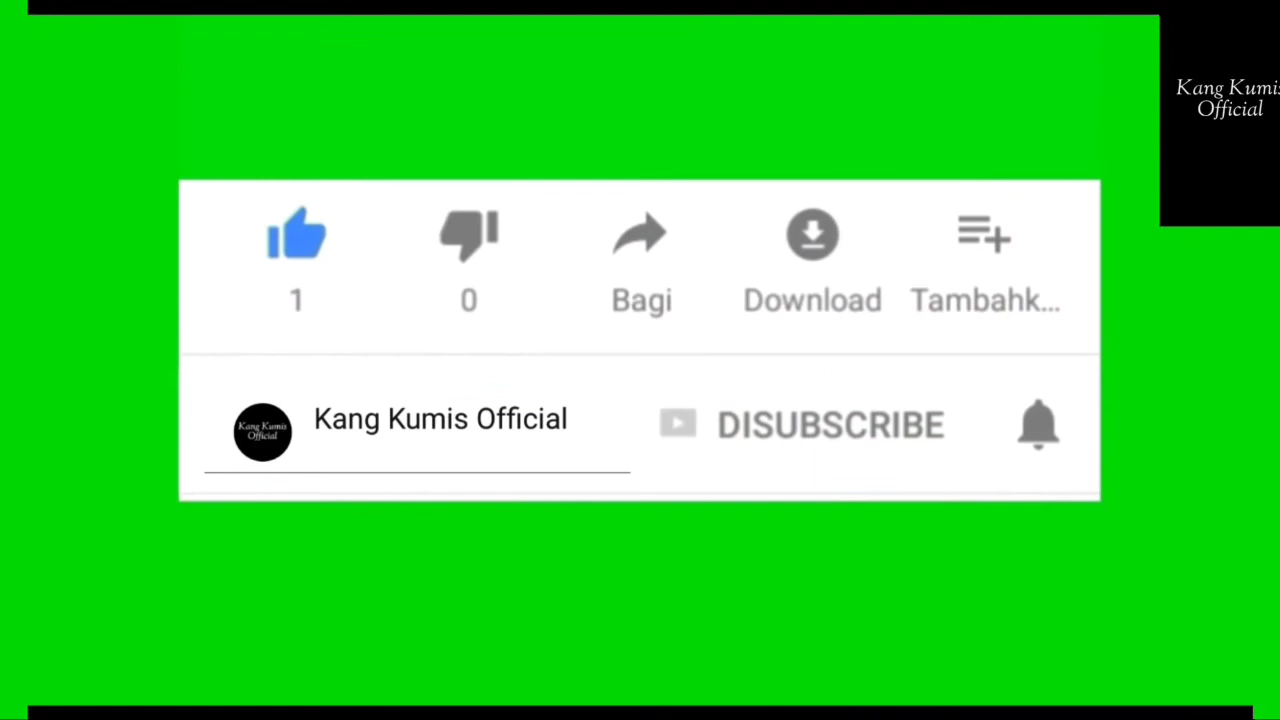 Kang Kumis
Official
1
0
Bagi
Download
Tambahk...
Kang Kumis
Official
Kang Kumis Official
DISUBSCRIBE